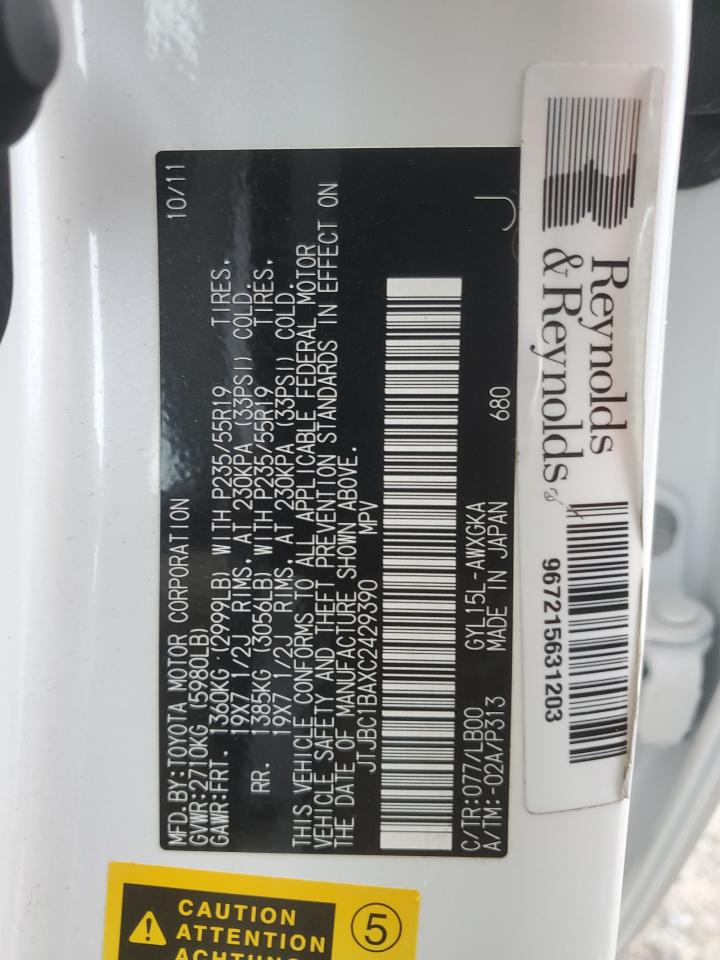 MFD.BY:TOYOTA MOTOR CORPORATION 10/11
GVWR:2710KG (5980LB)
GAWR:FRT. 1360KG (2999LB) WITH P235/55R19 TIRES,
19X7 1/2J RIMS, AT 230KPA (33PSI) COLD.
RR. 1385KG (3056LB) WITH P235/55R19 TIRES,
19X7 1/2J RIMS, AT 230KPA (33PSI) COLD.
THIS VEHICLE CONFORMS TO ALL APPLICABLE FEDERAL MOTOR
VEHICLE SAFETY AND THEFT PREVENTION STANDARDS IN EFFECT ON
THE DATE OF MANUFACTURE SHOWN ABOVE.
JTJBC1BAXC2429390 MPV
C/TR:077/LB00 GYL15L-AWXGKA 680 J
A/TM:-02A/P313 MADE IN JAPAN
Reynolds
& Reynolds
967215631203
CAUTION
ATTENTION
ACHTUNG
5